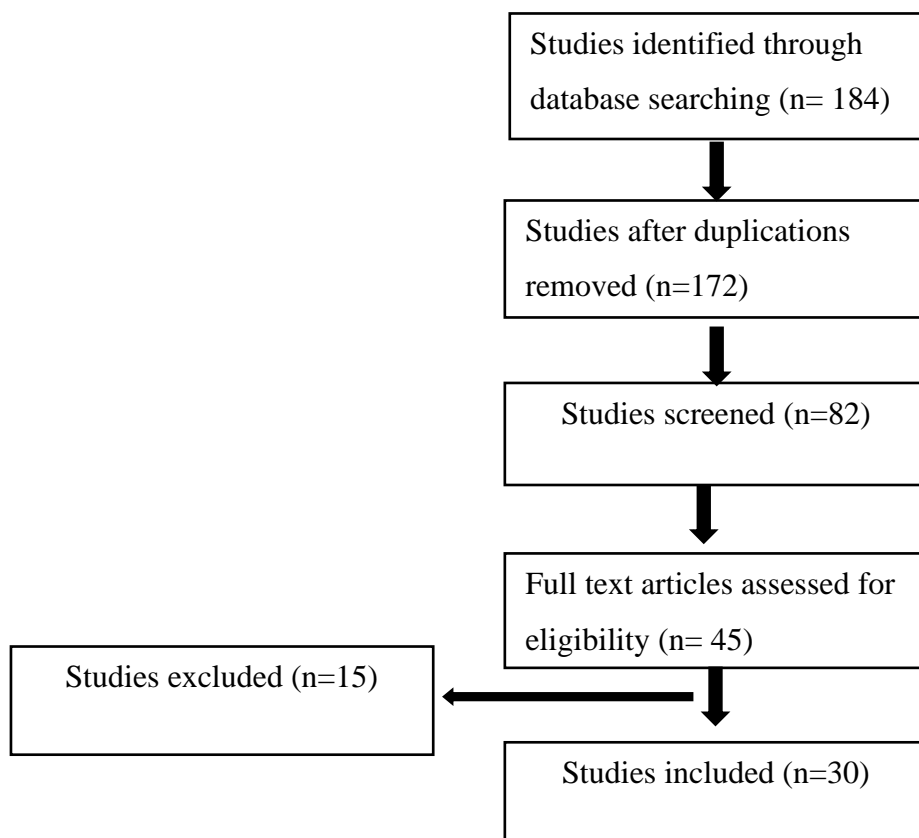 Studies identified through
database searching (n= 184)
Studies after duplications
removed (n=172)
Studies screened (n=82)
Full text articles assessed for
eligibility (n= 45)
Studies excluded (n=15)
Studies included (n=30)